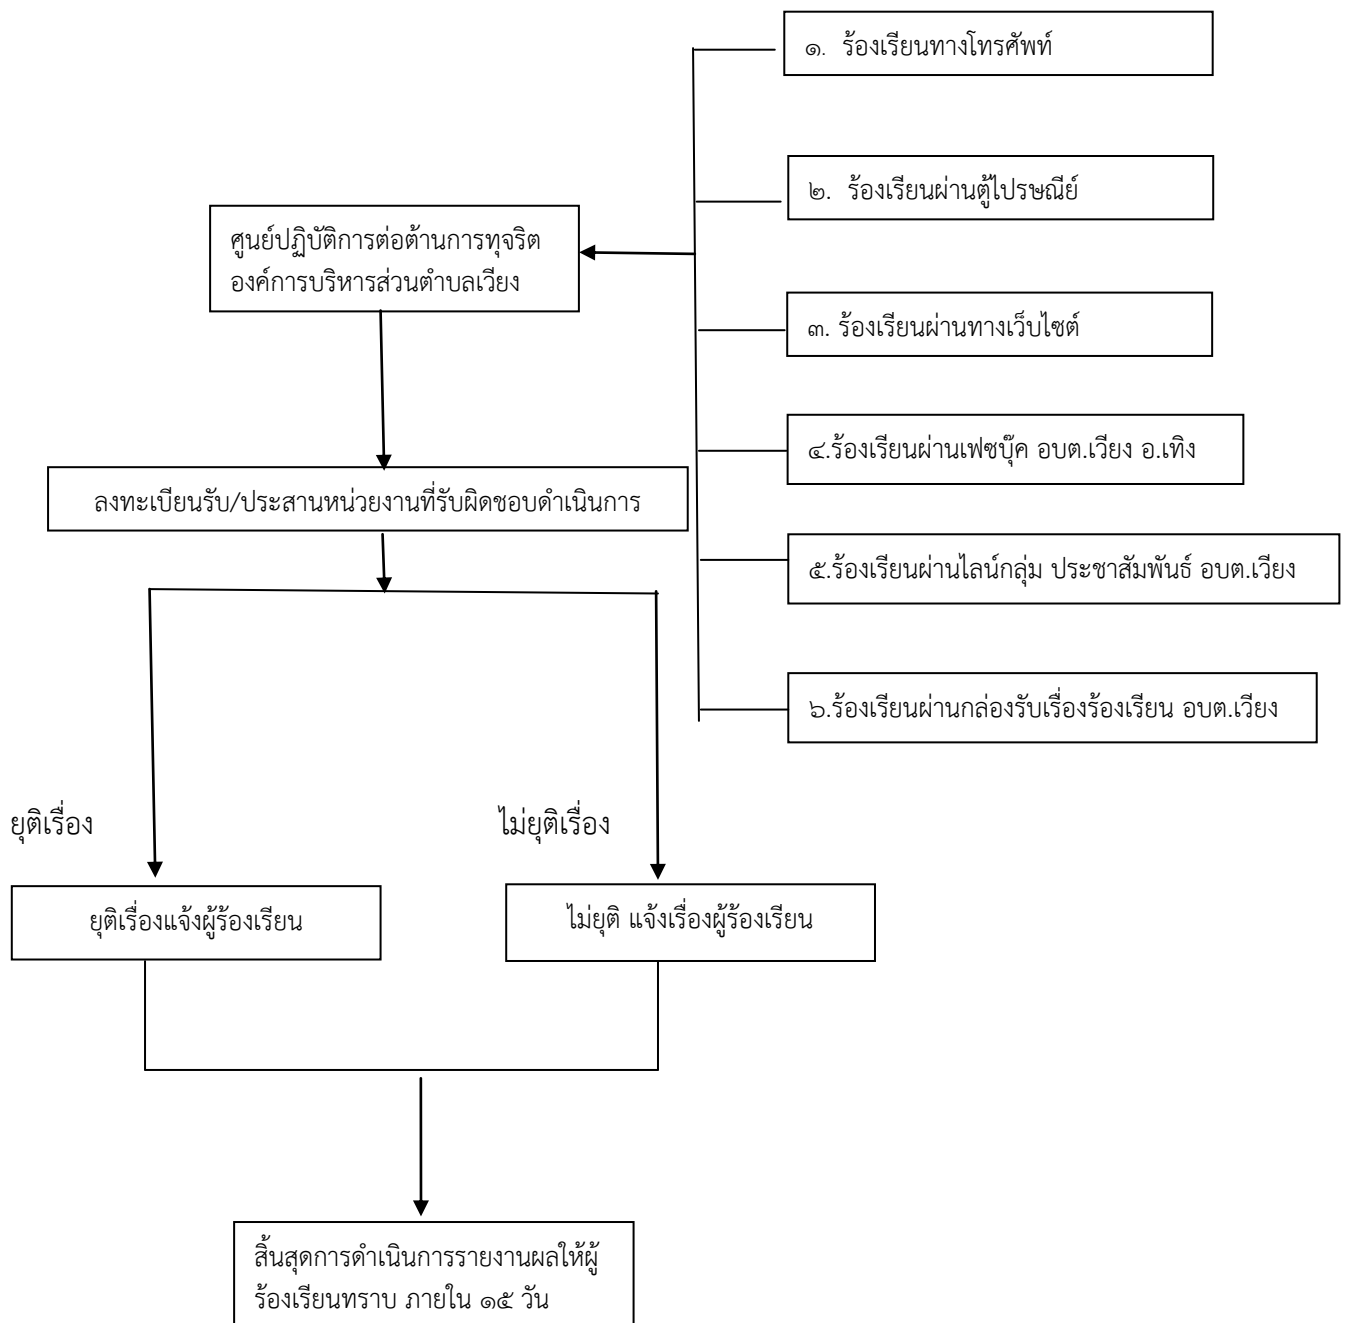 ๑. ร้องเรียนทางโทรศัพท์
๒. ร้องเรียนผ่านตู้ไปรษณีย์
ศูนย์ปฏิบัติการต่อต้านการทุจริต
องค์การบริหารส่วนตำบลเวียง
๓. ร้องเรียนผ่านทางเว็บไซต์
๔.ร้องเรียนผ่านเฟซบุ๊ค อบต.เวียง อ.เทิง
ลงทะเบียนรับ/ประสานหน่วยงานที่รับผิดชอบดำเนินการ
๕.ร้องเรียนผ่านไลน์กลุ่ม ประชาสัมพันธ์ อบต.เวียง
๖.ร้องเรียนผ่านกล่องรับเรื่องร้องเรียน อบต.เวียง
ยุติเรื่อง
ไม่ยุติเรื่อง
ยุติเรื่องแจ้งผู้ร้องเรียน
ไม่ยุติ แจ้งเรื่องผู้ร้องเรียน
สิ้นสุดการดำเนินการรายงานผลให้ผู้
ร้องเรียนทราบ ภายใน ๑๕ วัน